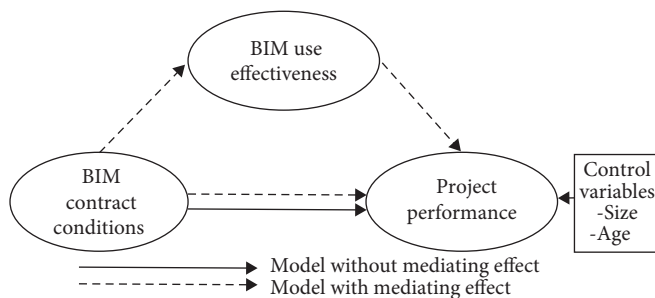 BIM use
effectiveness
BIM
contract
conditions
Project
performance
Control
variables
-Size
-Age
Model without mediating effect
Model with mediating effect